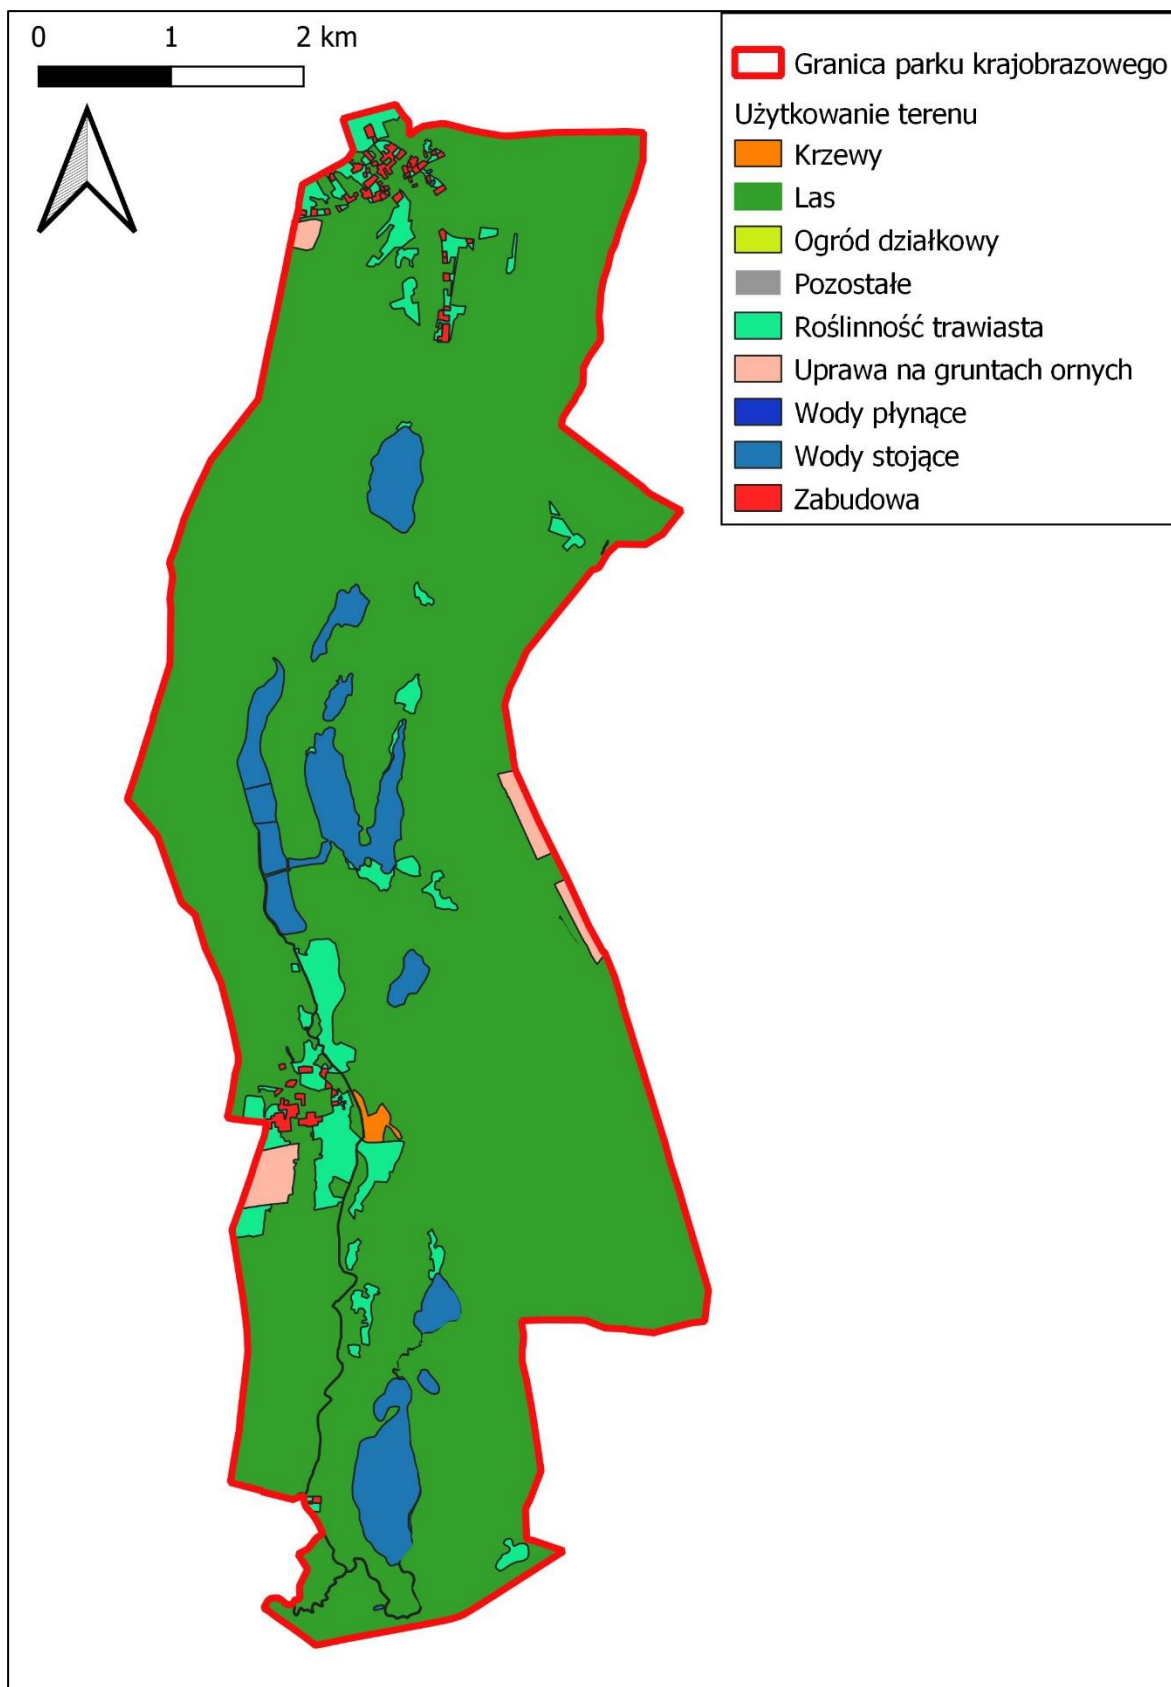 0 1 2 km
Granica parku krajobrazowego
Użytkowanie terenu
Krzewy
Las
Ogród działkowy
Pozostałe
Roślinność trawiasta
Uprawa na gruntach ornych
Wody płynące
Wody stojące
Zabudowa